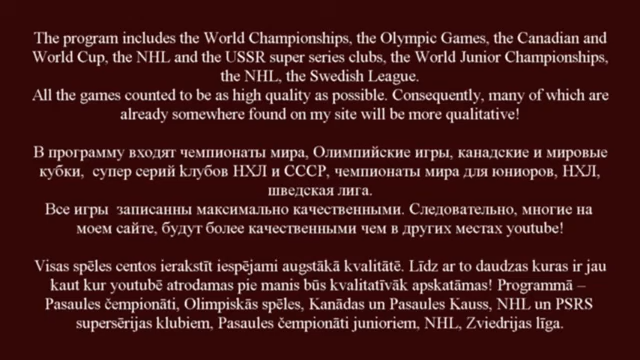 The program includes the World Championships, the Olympic Games, the Canadian and
World Cup, the NHL and the USSR super series clubs, the World Junior Championships,
the NHL, the Swedish League.
All the games counted to be as high quality as possible. Consequently, many of which are
already somewhere found on my site will be more qualitative!
В программу входят чемпионаты мира, Олимпийские игры, канадские и мировые
кубки, супер серий kлубов НХЛ и СССР, чемпионаты мира для юниоров, НХЛ,
шведская лига.
Все игры записанны максимально качественными. Следовательно, многие на
моем сайте, будут более качественными чем в других местах youtube!
Visas spēles centos ierakstīt iespējami augstākā kvalitātē. Līdz ar to daudzas kuras ir jau
kaut kur youtubē atrodamas pie manis būs kvalitatīvāk apskatāmas! Programmā –
Pasaules čempionāti, Olimpiskās spēles, Kanādas un Pasaules Kauss, NHL un PSRS
supersērijas klubiem, Pasaules čempionāti junioriem, NHL, Zviedrijas līga.